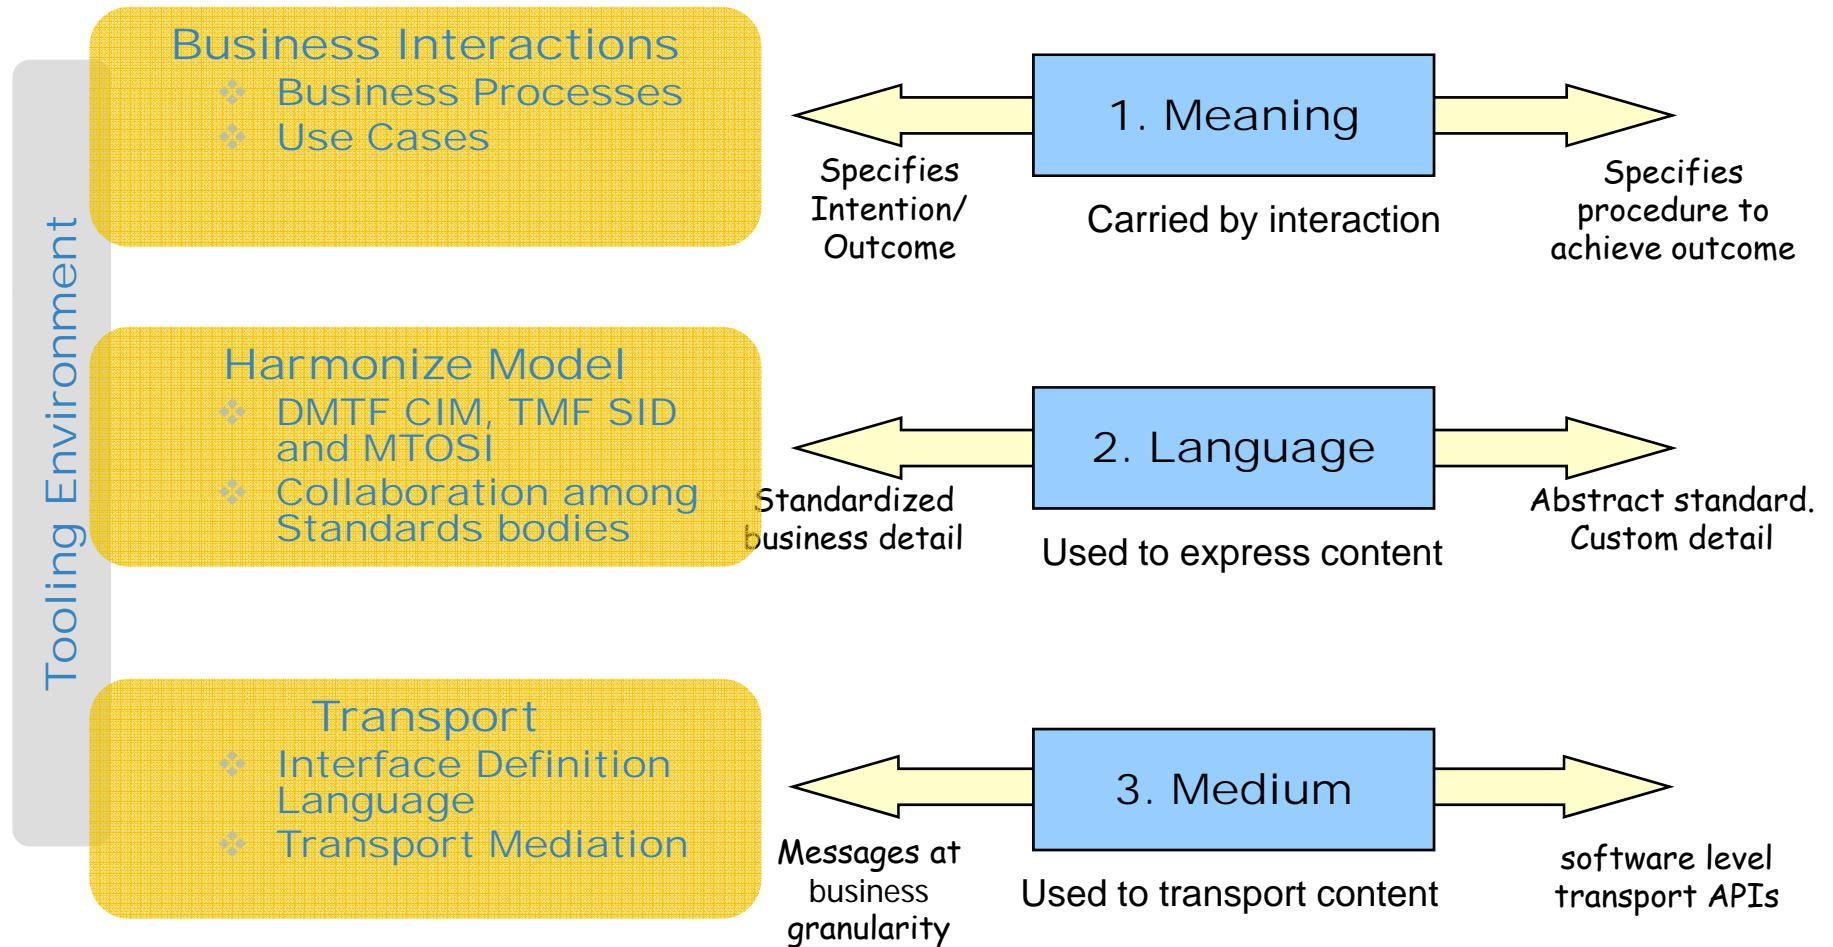 Tooling Environment
Business Interactions
Business Processes
Use Cases
1. Meaning
Specifies
Intention/
Outcome
Carried by interaction
Specifies
procedure to
achieve outcome
Harmonize Model
DMTF CIM, TMF SID
and MTOSI
Collaboration among
Standards bodies
2. Language
Standardized
business detail
Used to express content
Abstract standard.
Custom detail
Transport
Interface Definition
Language
Transport Mediation
3. Medium
Messages at
business
granularity
Used to transport content
software level
transport APIs